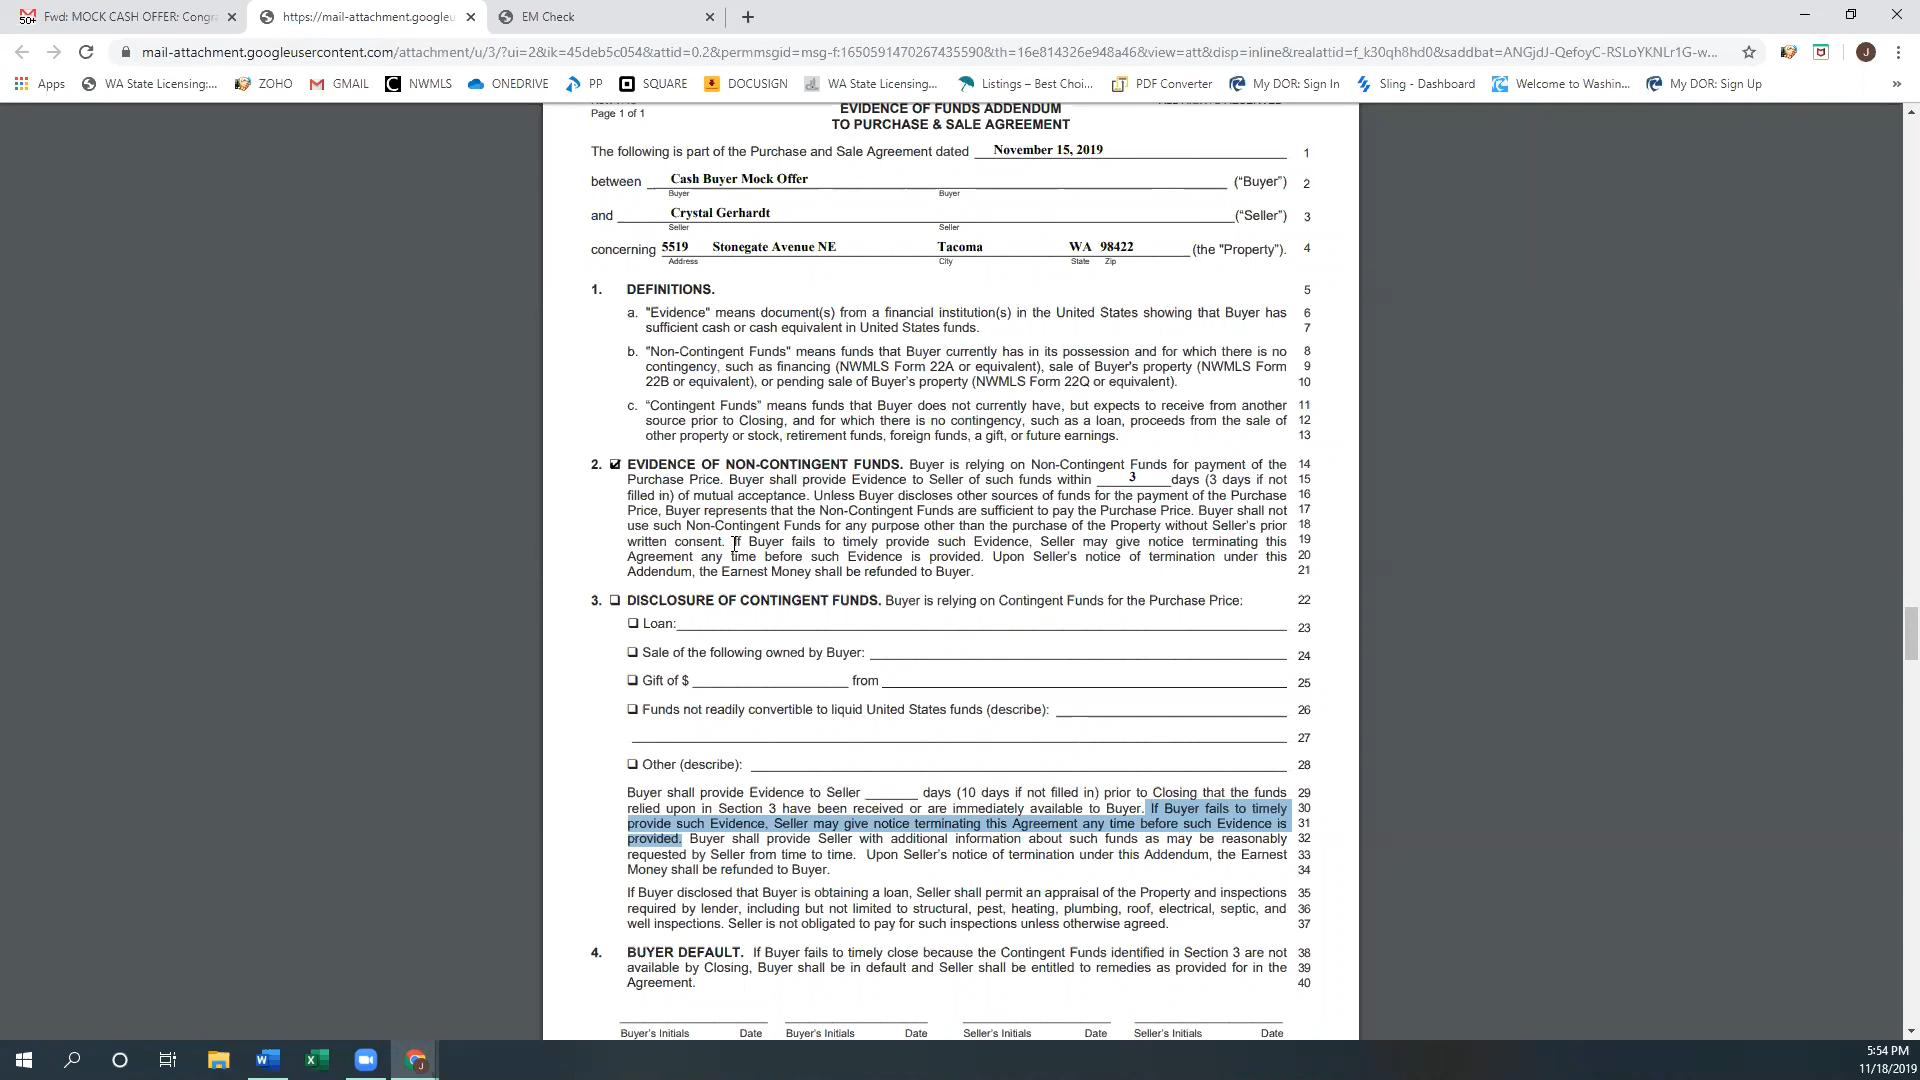 Fwd: MOCK CASH OFFER: Congra
https://mail-attachment.googleu
EM Check
50+
mail-attachment.googleusercontent.com/attachment/u/3/?ui=2&ik=45deb5c054&attid=0.2&permmsgid=msg-f:1650591470267435590&th=16e814326e948a46&view=att&disp=inline&realattid=f_k30qh8hd0&saddbat=ANGjdJ-QefoyC-RSLoYKNLr1G-w...
J
Apps
WA State Licensing:...
ZOHO
GMAIL
NWMLS
ONEDRIVE
PP
SQUARE
DOCUSIGN
WA State Licensing...
Listings – Best Choi...
PDF Converter
My DOR: Sign In
Sling - Dashboard
Welcome to Washin...
My DOR: Sign Up
»
EVIDENCE OF FUNDS ADDENDUM
Page 1 of 1
TO PURCHASE & SALE AGREEMENT
The following is part of the Purchase and Sale Agreement dated November 15, 2019 1
between Cash Buyer Mock Offer ("Buyer") 2
Buyer Buyer
and Crystal Gerhardt ("Seller") 3
Seller Seller
concerning 5519 Stonegate Avenue NE Tacoma WA 98422 (the "Property"). 4
Address City State Zip
1. DEFINITIONS. 5
a. "Evidence" means document(s) from a financial institution(s) in the United States showing that Buyer has 6
sufficient cash or cash equivalent in United States funds. 7
b. "Non-Contingent Funds" means funds that Buyer currently has in its possession and for which there is no 8
contingency, such as financing (NWMLS Form 22A or equivalent), sale of Buyer's property (NWMLS Form 9
22B or equivalent), or pending sale of Buyer's property (NWMLS Form 22Q or equivalent). 10
c. "Contingent Funds" means funds that Buyer does not currently have, but expects to receive from another 11
source prior to Closing, and for which there is no contingency, such as a loan, proceeds from the sale of 12
other property or stock, retirement funds, foreign funds, a gift, or future earnings. 13
2. ☑ EVIDENCE OF NON-CONTINGENT FUNDS. Buyer is relying on Non-Contingent Funds for payment of the 14
Purchase Price. Buyer shall provide Evidence to Seller of such funds within 3 days (3 days if not 15
filled in) of mutual acceptance. Unless Buyer discloses other sources of funds for the payment of the Purchase 16
Price, Buyer represents that the Non-Contingent Funds are sufficient to pay the Purchase Price. Buyer shall not 17
use such Non-Contingent Funds for any purpose other than the purchase of the Property without Seller's prior 18
written consent. If Buyer fails to timely provide such Evidence, Seller may give notice terminating this 19
Agreement any time before such Evidence is provided. Upon Seller's notice of termination under this 20
Addendum, the Earnest Money shall be refunded to Buyer. 21
3. ❑ DISCLOSURE OF CONTINGENT FUNDS. Buyer is relying on Contingent Funds for the Purchase Price: 22
❑ Loan: 23
❑ Sale of the following owned by Buyer: 24
❑ Gift of $ from 25
❑ Funds not readily convertible to liquid United States funds (describe): 26
27
❑ Other (describe): 28
Buyer shall provide Evidence to Seller days (10 days if not filled in) prior to Closing that the funds 29
relied upon in Section 3 have been received or are immediately available to Buyer. If Buyer fails to timely 30
provide such Evidence, Seller may give notice terminating this Agreement any time before such Evidence is 31
provided. Buyer shall provide Seller with additional information about such funds as may be reasonably 32
requested by Seller from time to time. Upon Seller's notice of termination under this Addendum, the Earnest 33
Money shall be refunded to Buyer. 34
If Buyer disclosed that Buyer is obtaining a loan, Seller shall permit an appraisal of the Property and inspections 35
required by lender, including but not limited to structural, pest, heating, plumbing, roof, electrical, septic, and 36
well inspections. Seller is not obligated to pay for such inspections unless otherwise agreed. 37
4. BUYER DEFAULT. If Buyer fails to timely close because the Contingent Funds identified in Section 3 are not 38
available by Closing, Buyer shall be in default and Seller shall be entitled to remedies as provided for in the 39
Agreement. 40
Buyer's Initials Date Buyer's Initials Date Seller's Initials Date Seller's Initials Date
5:54 PM
11/18/2019